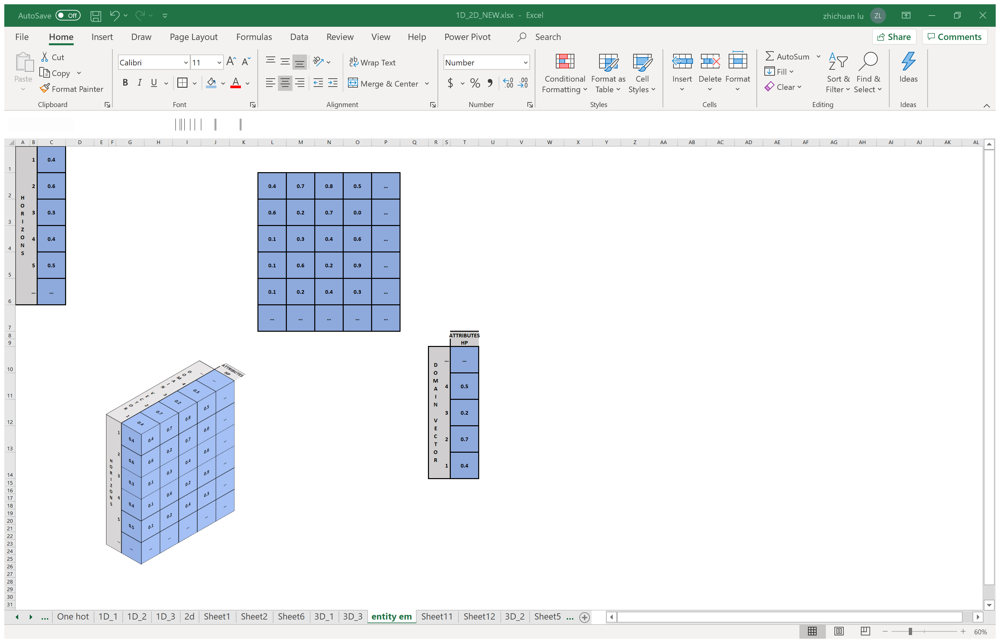 AutoSave Off 1D_2D_NEW.xlsx - Excel zhichuan lu ZL
File Home Insert Draw Page Layout Formulas Data Review View Help Power Pivot Search Share Comments
Paste Cut Calibri 11 Wrap Text Number Conditional Formatting Format as Table Cell Styles Insert Delete Format AutoSum Sort & Filter Find & Select Ideas
Copy Fill
Format Painter B I U A Merge & Center $ % Clear
Clipboard Font Alignment Number Styles Cells Editing Ideas
A B C D E F G H I J K L M N O P Q R S T U V W X Y Z AA AB AC AD AE AF AG AH AI AJ AK AL
1
2
3
4
5
6
7
8
9
10
11
12
13
14
15
16
17
18
19
20
21
22
23
24
25
26
27
28
29
30
31
HORIZONS
1 0.4
2 0.6
3 0.3
4 0.4
5 0.5
... ...
0.4 0.7 0.8 0.5 ...
0.6 0.2 0.7 0.0 ...
0.1 0.3 0.4 0.6 ...
0.1 0.6 0.2 0.9 ...
0.1 0.2 0.4 0.3 ...
... ... ... ... ...
ATTRIBUTES
HP
DOMAIN VECTOR
... ...
4 0.5
3 0.2
2 0.7
1 0.4
ATTRIBUTES
HP
DOMAIN VECTOR
1 2 3 4 ...
0.4 0.7 0.2 0.5 ...
HORIZONS
1 0.4
2 0.6
3 0.3
4 0.4
5 0.5
... ...
0.4 0.7 0.8 0.5 ...
0.6 0.2 0.7 0.0 ...
0.1 0.3 0.4 0.6 ...
0.1 0.6 0.2 0.9 ...
0.1 0.2 0.4 0.3 ...
... ... ... ... ...
... One hot 1D_1 1D_2 1D_3 2d Sheet1 Sheet2 Sheet6 3D_1 3D_3 entity em Sheet11 Sheet12 3D_2 Sheet5 ...
60%